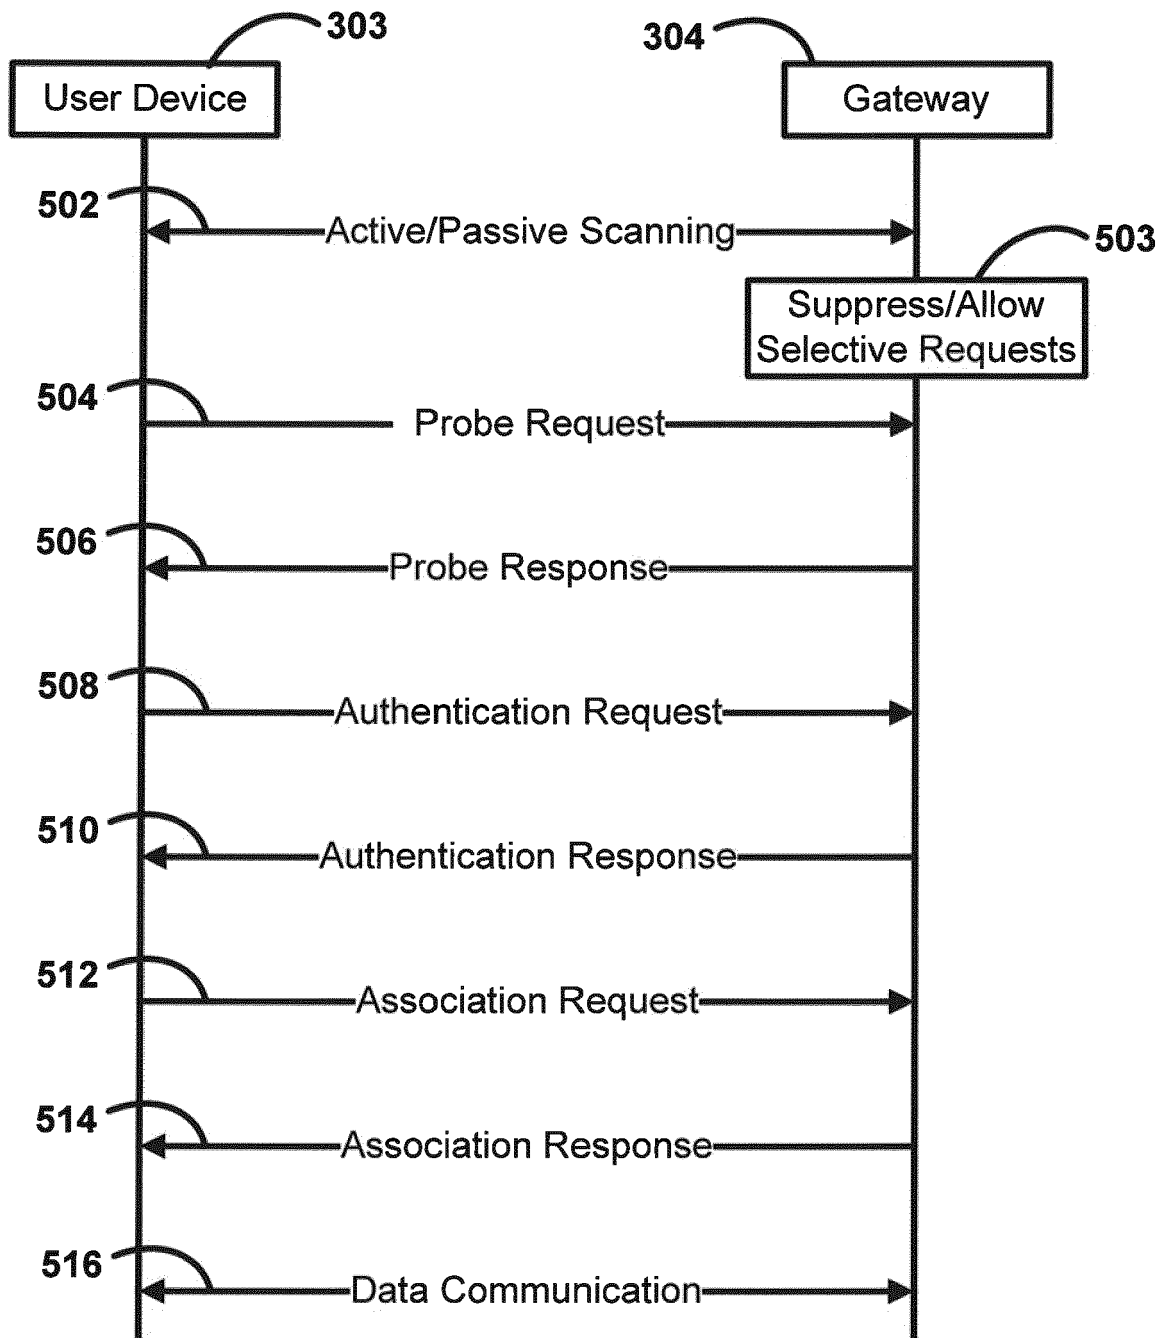 303
304
User Device
Gateway
502
Active/Passive Scanning
503
Suppress/Allow
Selective Requests
504
Probe Request
506
Probe Response
508
Authentication Request
510
Authentication Response
512
Association Request
514
Association Response
516
Data Communication